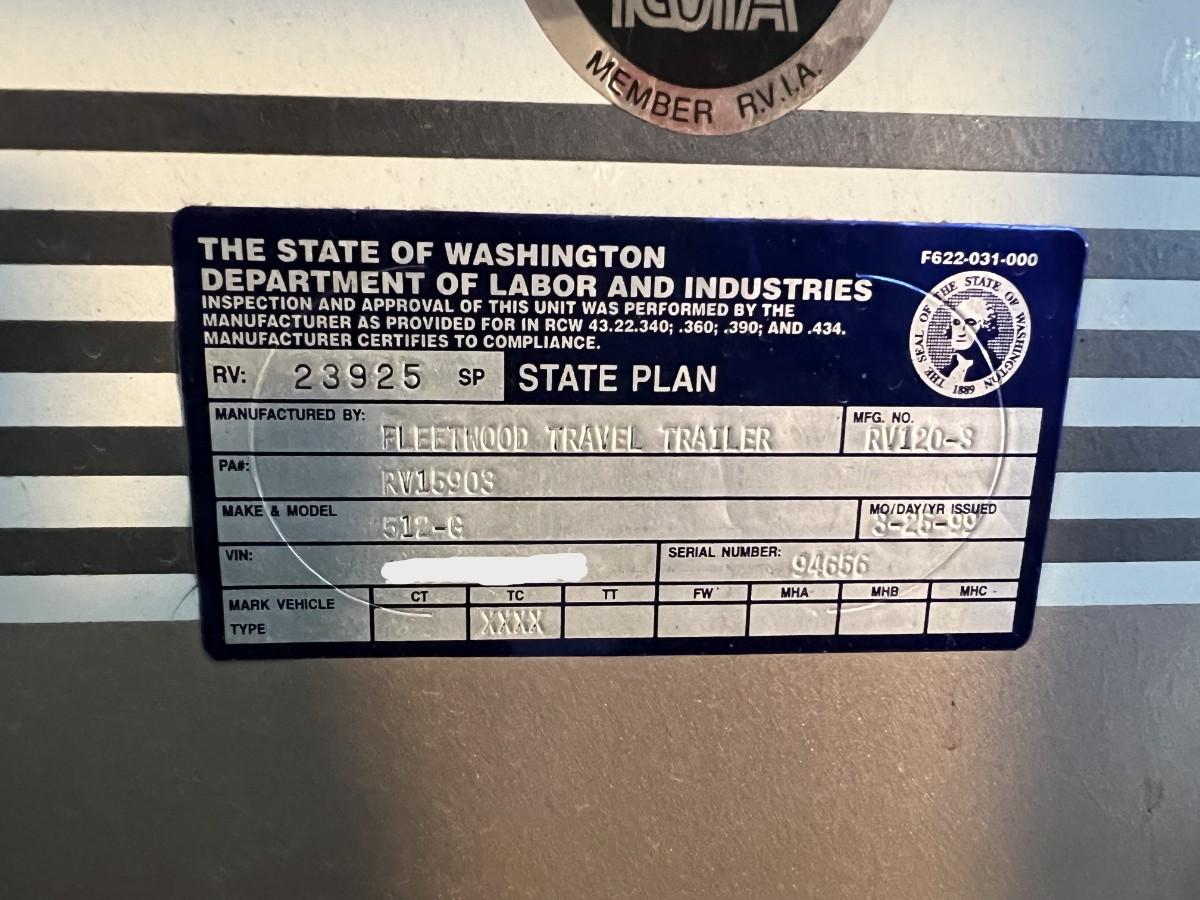 MEMBER R.V.I.A.
THE STATE OF WASHINGTON
DEPARTMENT OF LABOR AND INDUSTRIES
F622-031-000
INSPECTION AND APPROVAL OF THIS UNIT WAS PERFORMED BY THE
MANUFACTURER AS PROVIDED FOR IN RCW 43.22.340; .360; .390; AND .434.
MANUFACTURER CERTIFIES TO COMPLIANCE.
THE SEAL OF THE STATE OF WASHINGTON
1889
RV: 23925 SP STATE PLAN
MANUFACTURED BY: FLEETWOOD TRAVEL TRAILER
MFG. NO. RV120-S
PA#: RV1590S
MAKE & MODEL 512-G
MO/DAY/YR ISSUED 3-25-99
VIN:
SERIAL NUMBER: 94656
MARK VEHICLE TYPE
CT TC TT FW MHA MHB MHC
XXXX